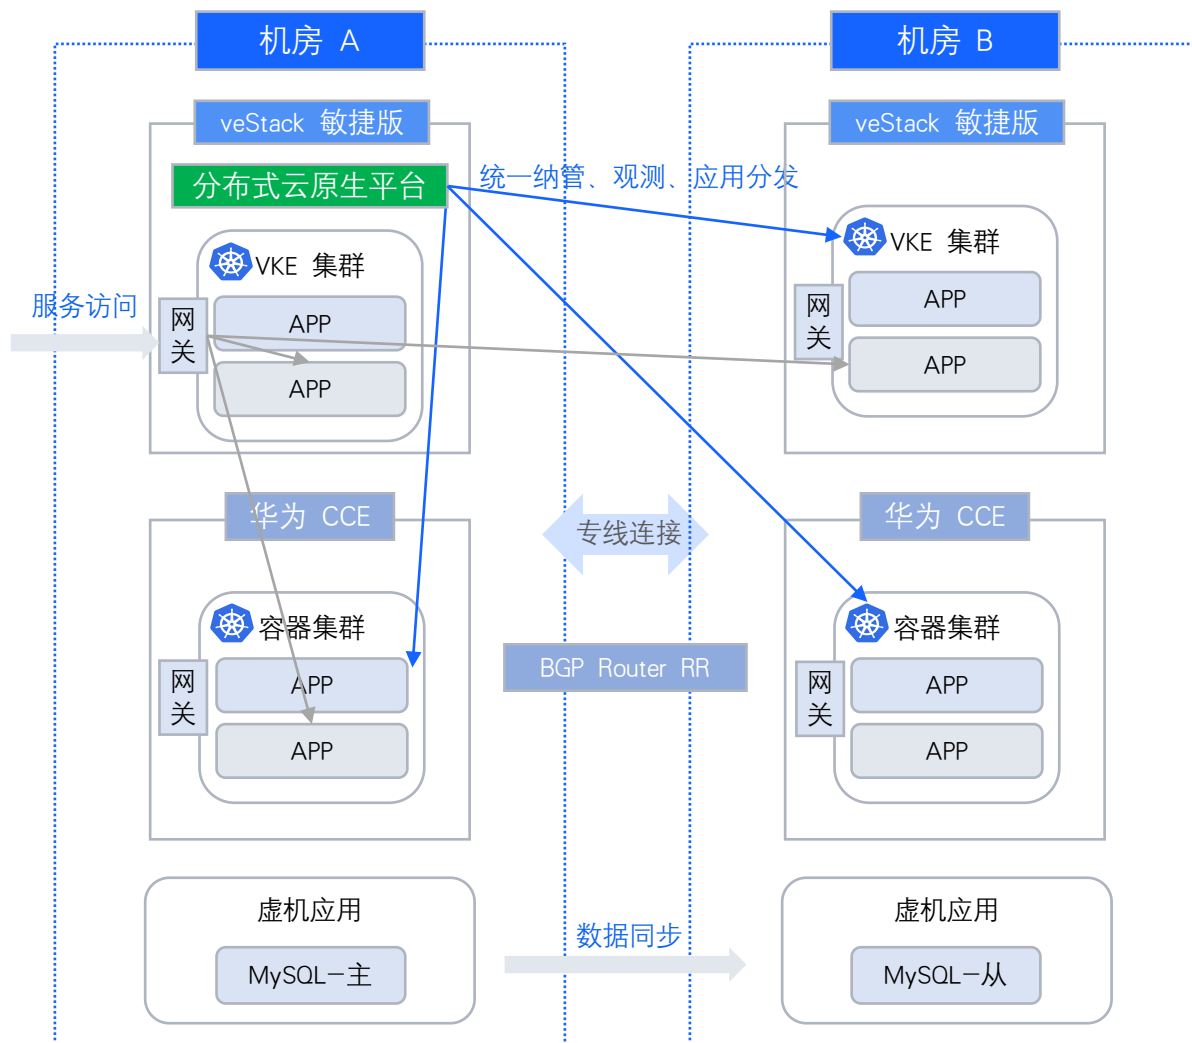 机房 A
机房 B
veStack 敏捷版
veStack 敏捷版
分布式云原生平台
统一纳管、观测、应用分发
VKE 集群
VKE 集群
服务访问
网关
APP
APP
网关
APP
APP
华为 CCE
专线连接
华为 CCE
容器集群
容器集群
网关
APP
APP
BGP Router RR
网关
APP
APP
虚机应用
虚机应用
数据同步
MySQL-主
MySQL-从